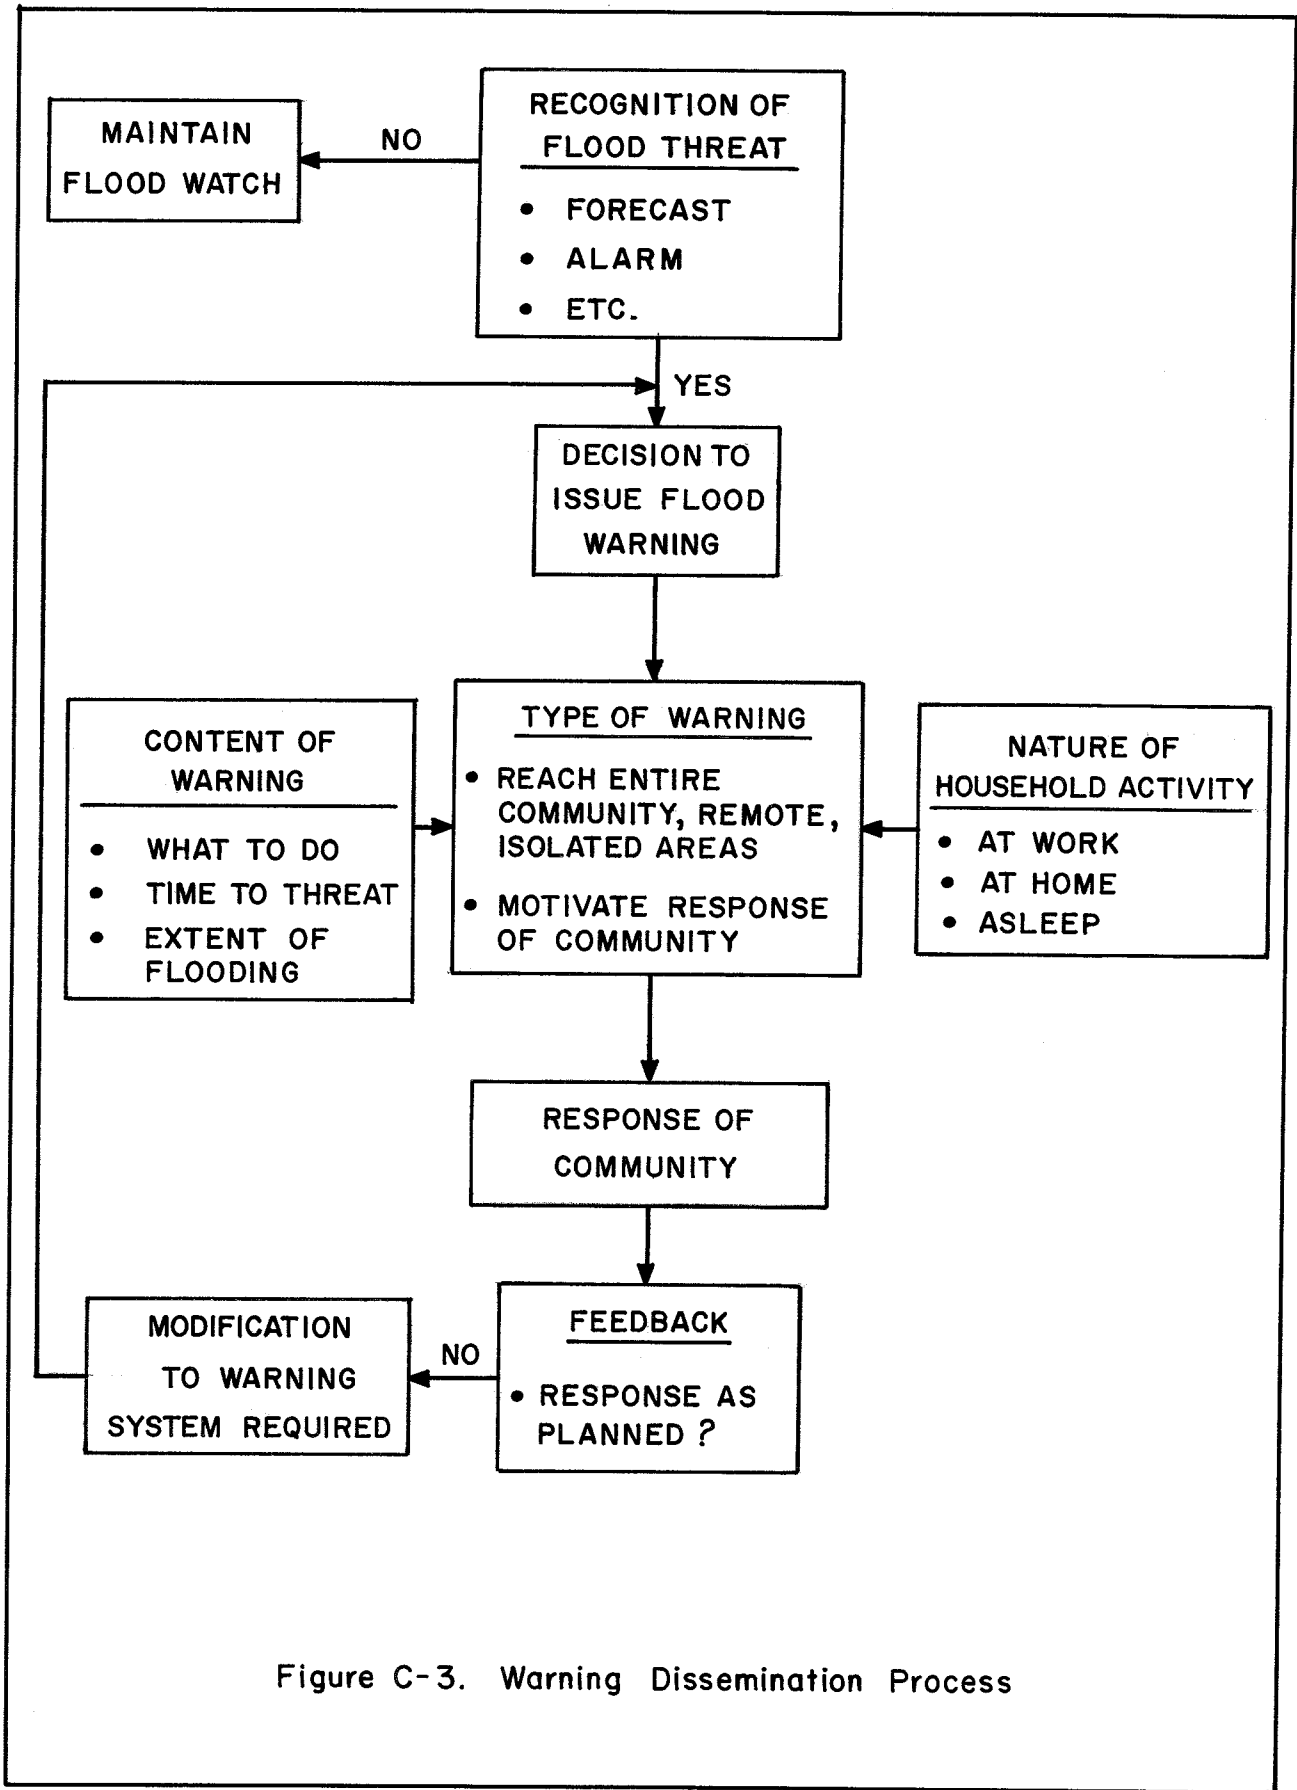 RECOGNITION OF
FLOOD THREAT
• FORECAST
• ALARM
• ETC.
NO
MAINTAIN
FLOOD WATCH
YES
DECISION TO
ISSUE FLOOD
WARNING
TYPE OF WARNING
• REACH ENTIRE
COMMUNITY, REMOTE,
ISOLATED AREAS
• MOTIVATE RESPONSE
OF COMMUNITY
CONTENT OF
WARNING
• WHAT TO DO
• TIME TO THREAT
• EXTENT OF
FLOODING
NATURE OF
HOUSEHOLD ACTIVITY
• AT WORK
• AT HOME
• ASLEEP
RESPONSE OF
COMMUNITY
FEEDBACK
• RESPONSE AS
PLANNED ?
NO
MODIFICATION
TO WARNING
SYSTEM REQUIRED
Figure C-3. Warning Dissemination Process